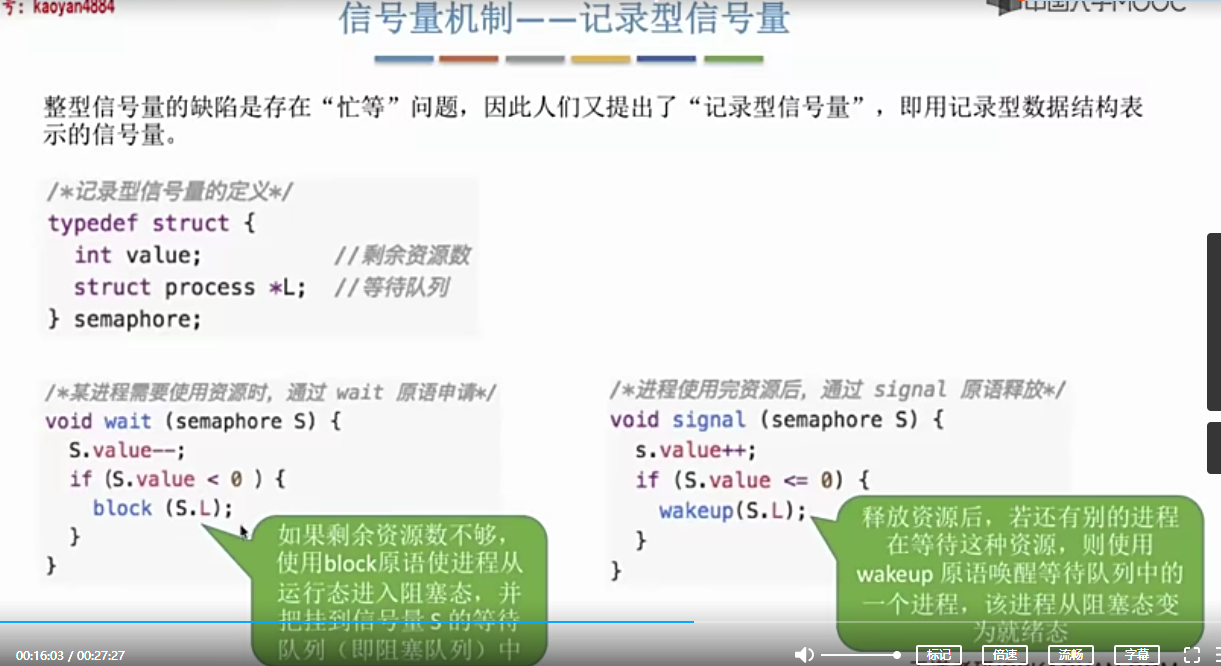 号: kaoyan4884
中国大学MOOC
信号量机制——记录型信号量
整型信号量的缺陷是存在“忙等”问题，因此人们又提出了“记录型信号量”，即用记录型数据结构表
示的信号量。
/*记录型信号量的定义*/
typedef struct {
int value; //剩余资源数
struct process *L; //等待队列
} semaphore;
/*某进程需要使用资源时，通过 wait 原语申请*/
void wait (semaphore S) {
S.value--;
if (S.value < 0 ) {
block (S.L);
}
}
如果剩余资源数不够，
使用block原语使进程从
运行态进入阻塞态，并
把挂到信号量 S 的等待
队列（即阻塞队列）中
/*进程使用完资源后，通过 signal 原语释放*/
void signal (semaphore S) {
s.value++;
if (S.value <= 0) {
wakeup(S.L);
}
}
释放资源后，若还有别的进程
在等待这种资源，则使用
wakeup 原语唤醒等待队列中的
一个进程，该进程从阻塞态变
为就绪态
00:16:03 / 00:27:27
标记 倍速 流畅 字幕